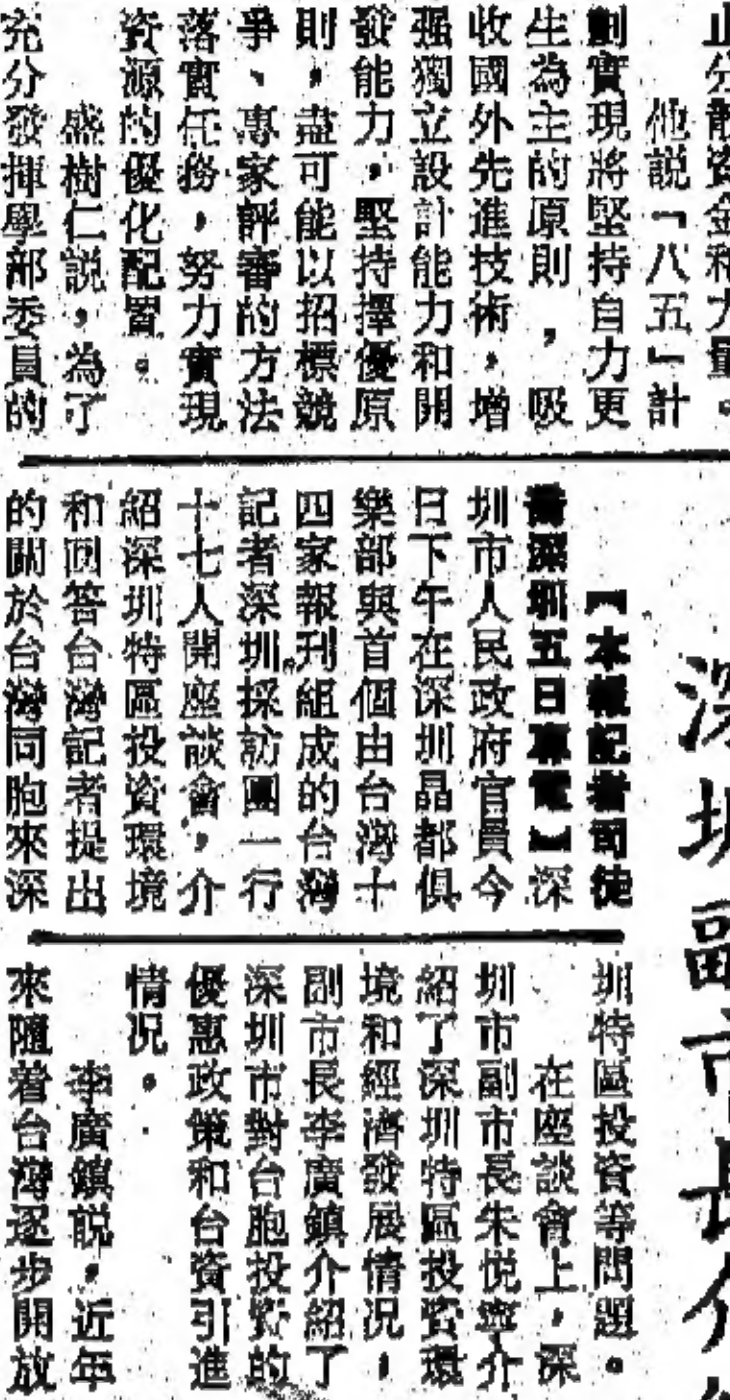 止分散資金和力量。
他説「八五」計
劃實現將堅持自力更
生為主的原則，吸
收國外先進技術，增
强獨立設計能力和開
發能力，堅持擇優原
則，盡可能以招標競
爭、專家評審的方法
落實任務，努力實現
資源的優化配置。
盛樹仁説，為了
充分發揮學部委員的
深圳副市長介紹
【本報記者司徒
深圳五日專電】深
圳市人民政府官員今
日下午在深圳晶都俱
樂部與首個由台灣十
四家報刊組成的台灣
記者深圳採訪團一行
十七人開座談會，介
紹深圳特區投資環境
和回答台灣記者提出
的關於台灣同胞來深
圳特區投資等問題。
在座談會上，深
圳市副市長朱悦寧介
紹了深圳特區投資環
境和經濟發展情況，
副市長李廣鎮介紹了
深圳市對台胞投資的
優惠政策和台資引進
情況。
李廣鎮説，近年
來隨着台灣逐步開放